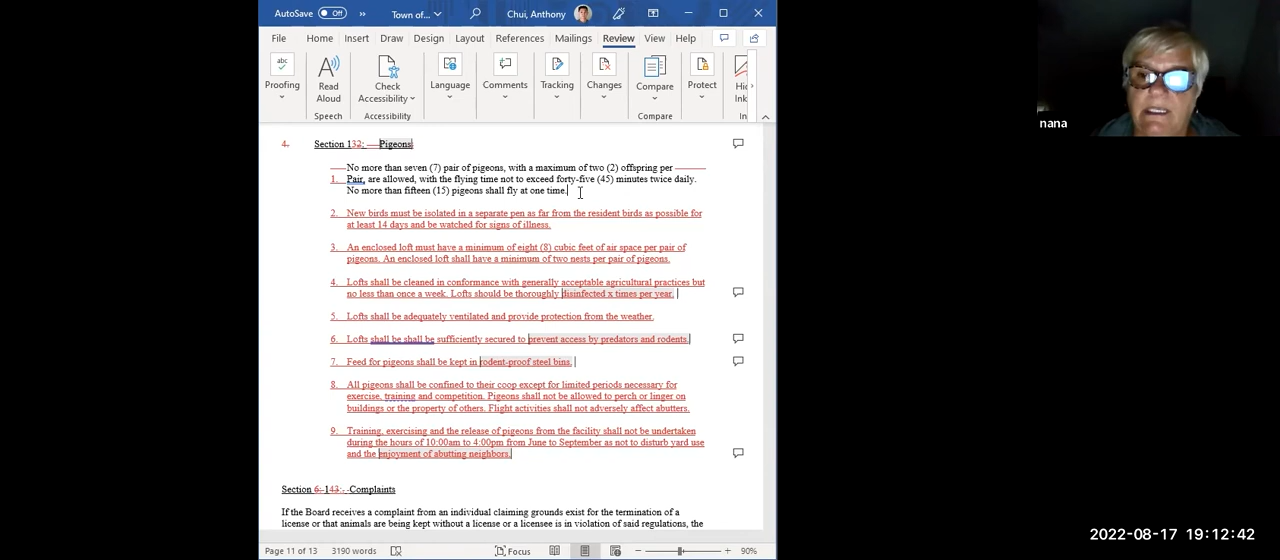 AutoSave Off » Town of... Chui, Anthony
File Home Insert Draw Design Layout References Mailings Review View Help
Proofing Read Aloud Check Accessibility Language Comments Tracking Changes Compare Protect Hide Ink
Speech Accessibility Compare
4. Section 132: Pigeons
No more than seven (7) pair of pigeons, with a maximum of two (2) offspring per
1. Pair, are allowed, with the flying time not to exceed forty-five (45) minutes twice daily.
No more than fifteen (15) pigeons shall fly at one time.
2. New birds must be isolated in a separate pen as far from the resident birds as possible for
at least 14 days and be watched for signs of illness.
3. An enclosed loft must have a minimum of eight (8) cubic feet of air space per pair of
pigeons. An enclosed loft shall have a minimum of two nests per pair of pigeons.
4. Lofts shall be cleaned in conformance with generally acceptable agricultural practices but
no less than once a week. Lofts should be thoroughly disinfected x times per year.
5. Lofts shall be adequately ventilated and provide protection from the weather.
6. Lofts shall be shall be sufficiently secured to prevent access by predators and rodents.
7. Feed for pigeons shall be kept in rodent-proof steel bins.
8. All pigeons shall be confined to their coop except for limited periods necessary for
exercise, training and competition. Pigeons shall not be allowed to perch or linger on
buildings or the property of others. Flight activities shall not adversely affect abutters.
9. Training, exercising and the release of pigeons from the facility shall not be undertaken
during the hours of 10:00am to 4:00pm from June to September as not to disturb yard use
and the enjoyment of abutting neighbors.
Section 6: 143: Complaints
If the Board receives a complaint from an individual claiming grounds exist for the termination of a
license or that animals are being kept without a license or a licensee is in violation of said regulations, the
Page 11 of 13 3190 words Focus 90%
nana
2022-08-17 19:12:42